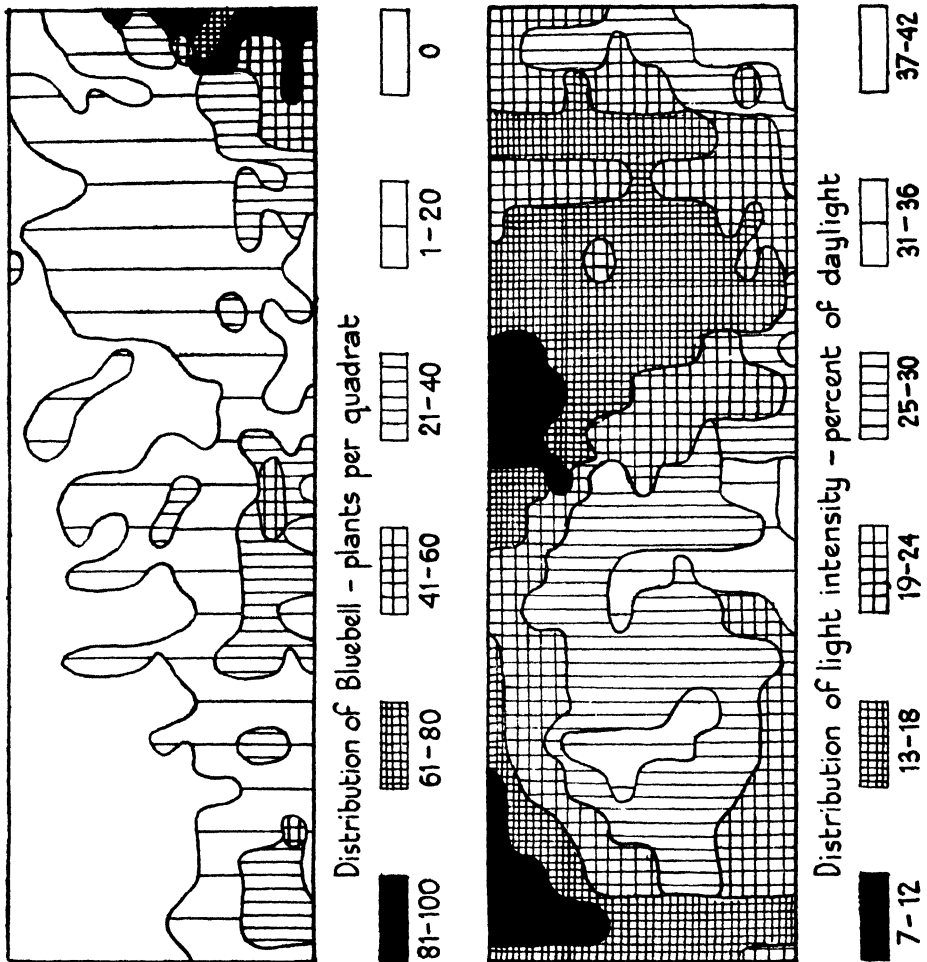 Distribution of Bluebell – plants per quadrat
81–100 61–80 41–60 21–40 1–20 0
Distribution of light intensity – percent of daylight
7–12 13–18 19–24 25–30 31–36 37–42